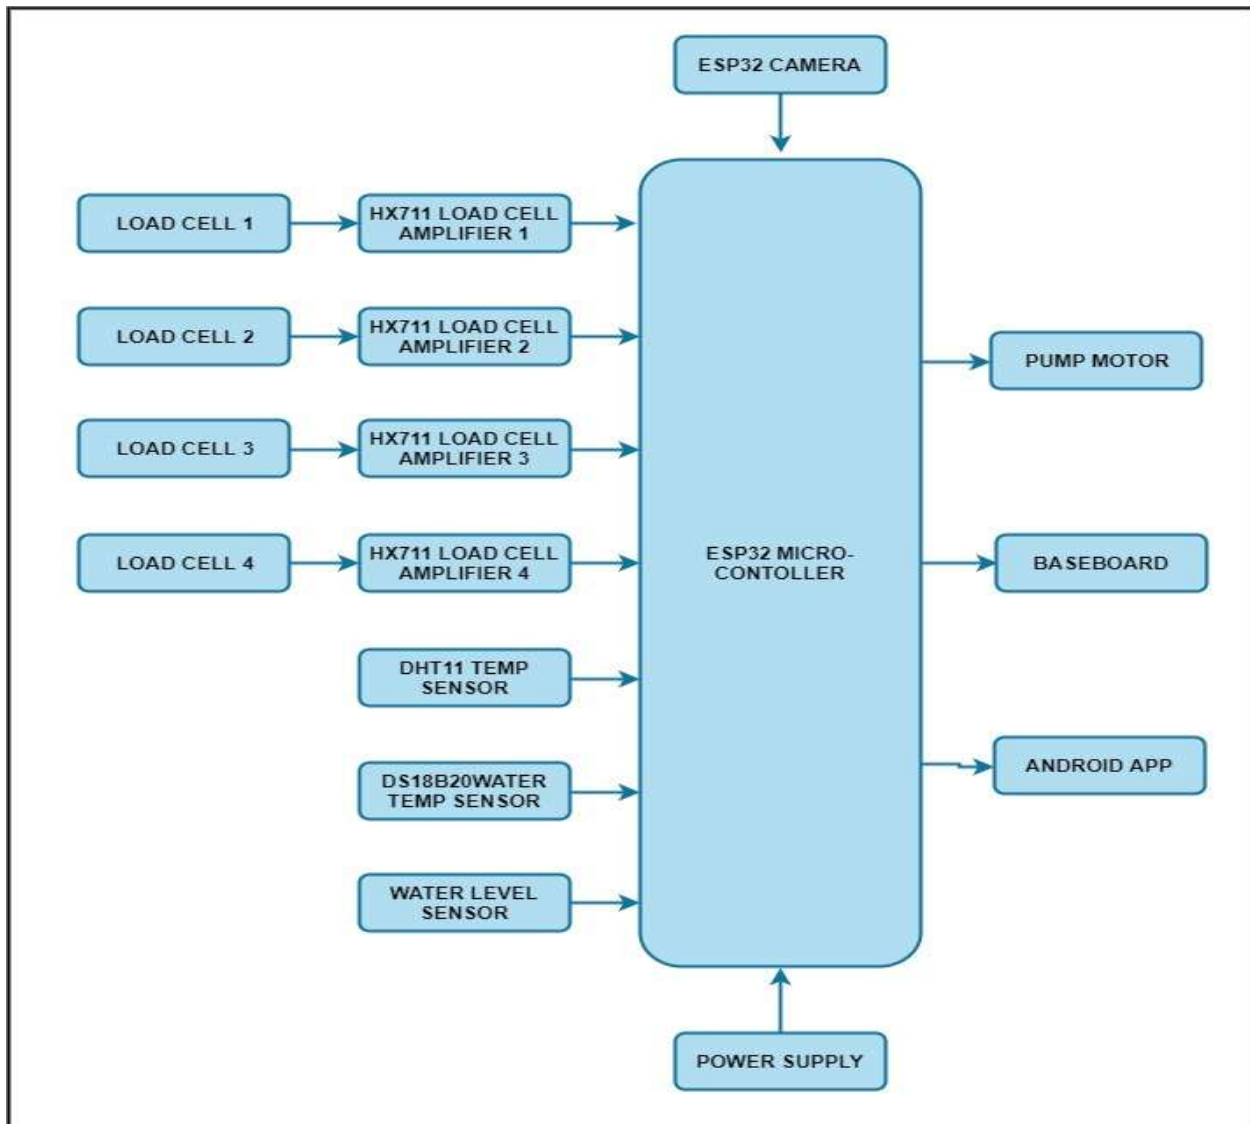 ESP32 CAMERA
LOAD CELL 1
HX711 LOAD CELL
AMPLIFIER 1
LOAD CELL 2
HX711 LOAD CELL
AMPLIFIER 2
PUMP MOTOR
LOAD CELL 3
HX711 LOAD CELL
AMPLIFIER 3
LOAD CELL 4
HX711 LOAD CELL
AMPLIFIER 4
ESP32 MICRO-
CONTOLLER
BASEBOARD
DHT11 TEMP
SENSOR
DS18B20WATER
TEMP SENSOR
ANDROID APP
WATER LEVEL
SENSOR
POWER SUPPLY